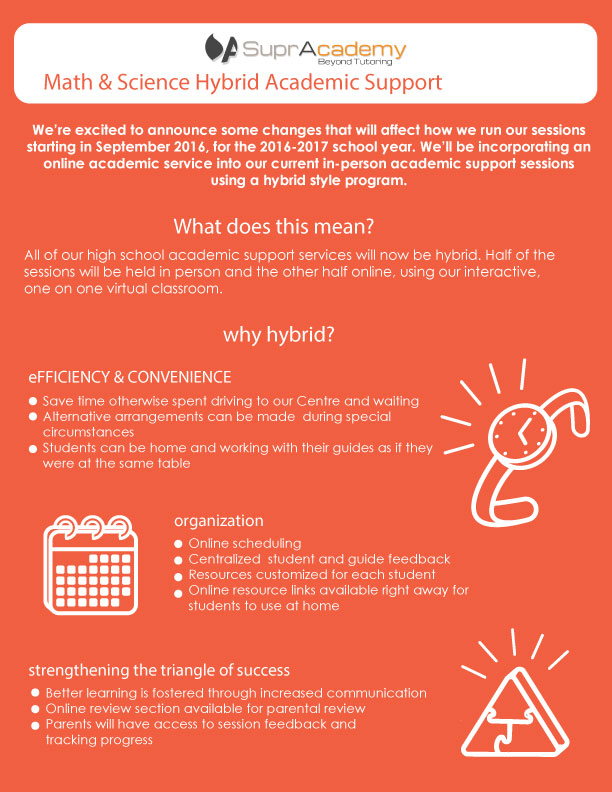 SuprAcademy
Beyond Tutoring
Math & Science Hybrid Academic Support
We're excited to announce some changes that will affect how we run our sessions
starting in September 2016, for the 2016-2017 school year. We'll be incorporating an
online academic service into our current in-person academic support sessions
using a hybrid style program.
What does this mean?
All of our high school academic support services will now be hybrid. Half of the
sessions will be held in person and the other half online, using our interactive,
one on one virtual classroom.
why hybrid?
eFFICIENCY & CONVENIENCE
● Save time otherwise spent driving to our Centre and waiting
● Alternative arrangements can be made  during special
circumstances
● Students can be home and working with their guides as if they
were at the same table
organization
● Online scheduling
● Centralized  student and guide feedback
● Resources customized for each student
● Online resource links available right away for
students to use at home
strengthening the triangle of success
● Better learning is fostered through increased communication
● Online review section available for parental review
● Parents will have access to session feedback and
tracking progress